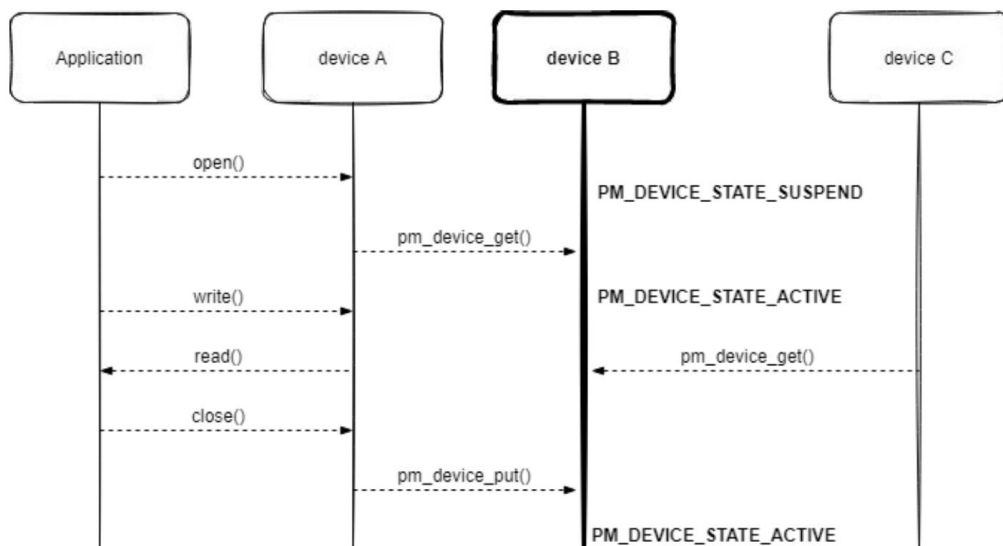 Application
device A
device B
device C
open()
PM_DEVICE_STATE_SUSPEND
pm_device_get()
write()
PM_DEVICE_STATE_ACTIVE
read()
pm_device_get()
close()
pm_device_put()
PM_DEVICE_STATE_ACTIVE